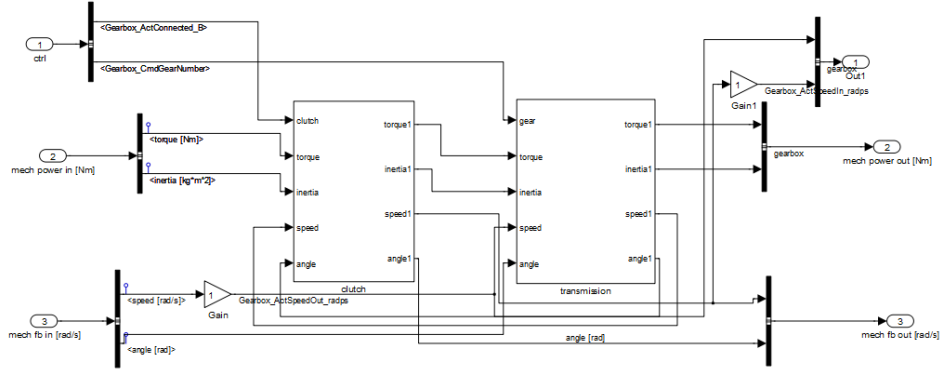 <Gearbox_ActConnected_B>
1
ctrl
<Gearbox_CmdGearNumber>
gearbox
1
Out1
1
Gain1
Gearbox_ActSpeedIn_radps
clutch
torque
inertia
speed
angle
torque1
inertia1
speed1
angle1
clutch
gear
torque
inertia
speed
angle
torque1
inertia1
speed1
angle1
transmission
<torque [Nm]>
2
mech power in [Nm]
<inertia [kg*m^2]>
gearbox
2
mech power out [Nm]
<speed [rad/s]>
1
Gain
Gearbox_ActSpeedOut_radps
3
mech fb in [rad/s]
<angle [rad]>
angle [rad]
3
mech fb out [rad/s]